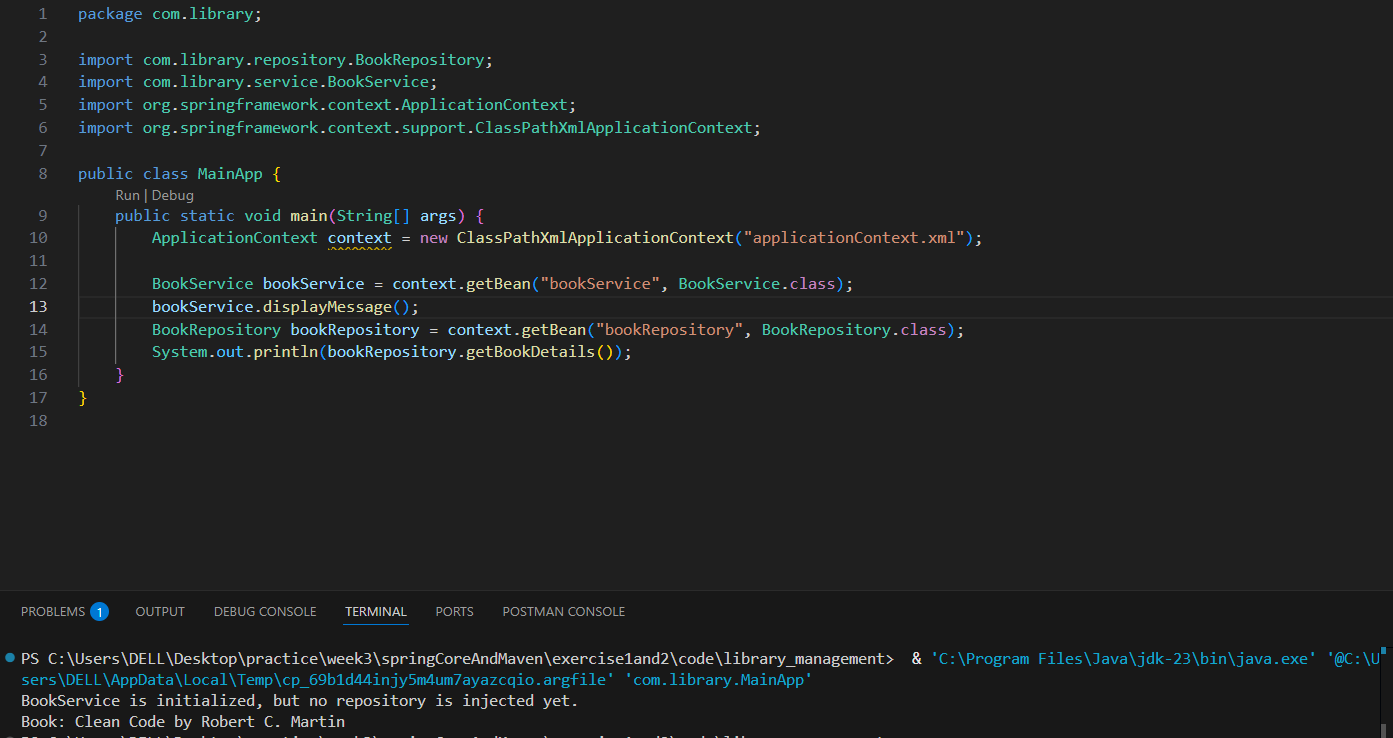 1 package com.library;
2
3 import com.library.repository.BookRepository;
4 import com.library.service.BookService;
5 import org.springframework.context.ApplicationContext;
6 import org.springframework.context.support.ClassPathXmlApplicationContext;
7
8 public class MainApp {
Run | Debug
9 public static void main(String[] args) {
10 ApplicationContext context = new ClassPathXmlApplicationContext("applicationContext.xml");
11
12 BookService bookService = context.getBean("bookService", BookService.class);
13 bookService.displayMessage();
14 BookRepository bookRepository = context.getBean("bookRepository", BookRepository.class);
15 System.out.println(bookRepository.getBookDetails());
16 }
17 }
18
PROBLEMS 1 OUTPUT DEBUG CONSOLE TERMINAL PORTS POSTMAN CONSOLE
PS C:\Users\DELL\Desktop\practice\week3\springCoreAndMaven\exercise1and2\code\library_management> & 'C:\Program Files\Java\jdk-23\bin\java.exe' '@C:\U
sers\DELL\AppData\Local\Temp\cp_69b1d44injy5m4um7ayazcqio.argfile' 'com.library.MainApp'
BookService is initialized, but no repository is injected yet.
Book: Clean Code by Robert C. Martin